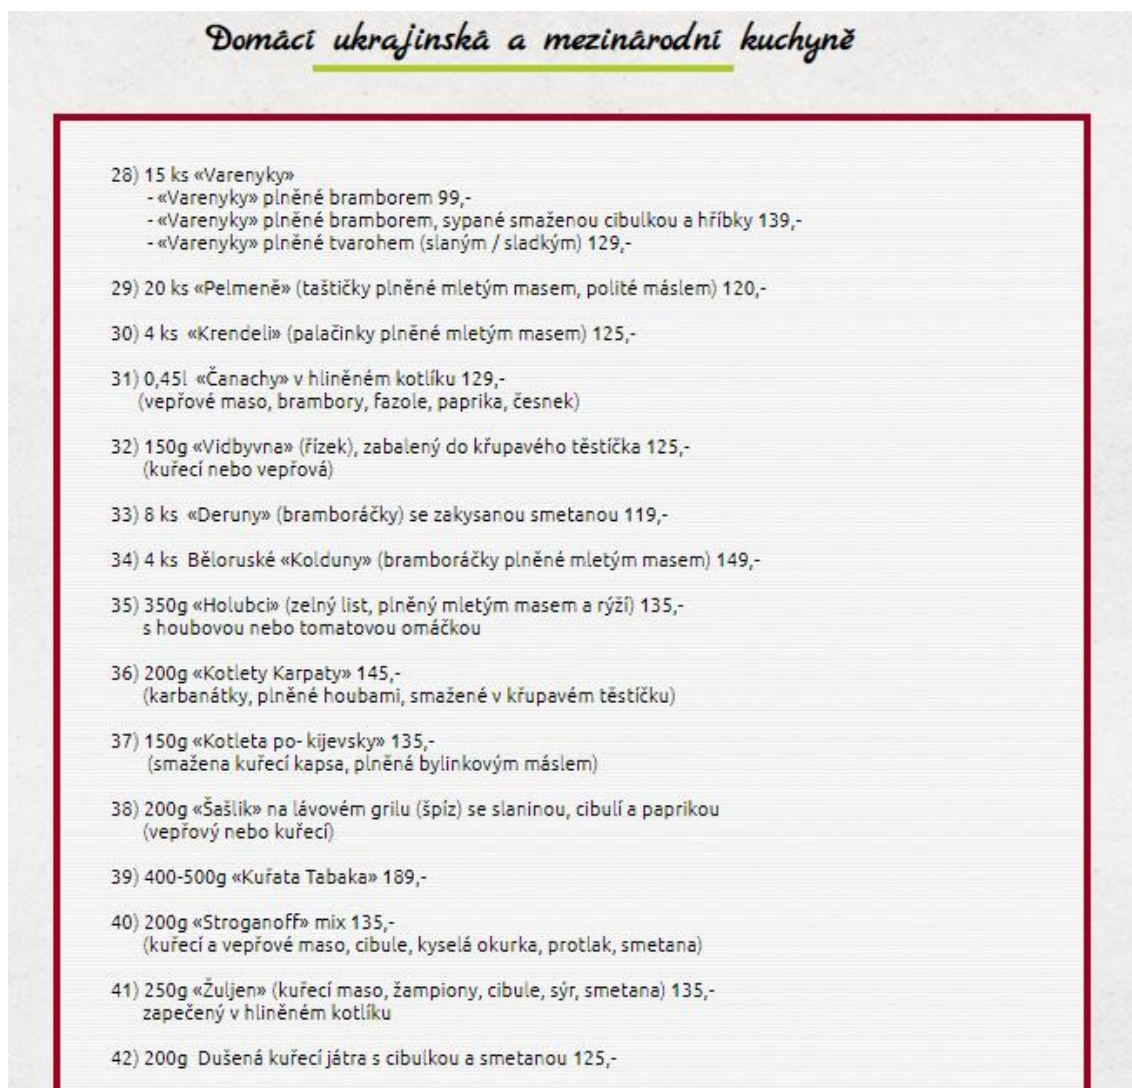 Domácí ukrajinská a mezinárodní kuchyně
28) 15 ks «Varenyky»
- «Varenyky» plněné bramborem 99,-
- «Varenyky» plněné bramborem, sypané smaženou cibulkou a hříbky 139,-
- «Varenyky» plněné tvarohem (slaným / sladkým) 129,-
29) 20 ks «Pelmeně» (taštičky plněné mletým masem, polité máslem) 120,-
30) 4 ks «Krendeli» (palačinky plněné mletým masem) 125,-
31) 0,45l «Čanachy» v hliněném kotlíku 129,-
(vepřové maso, brambory, fazole, paprika, česnek)
32) 150g «Vidbyvna» (řízek), zabalený do křupavého těstíčka 125,-
(kuřecí nebo vepřová)
33) 8 ks «Deruny» (bramboráčky) se zakysanou smetanou 119,-
34) 4 ks Běloruské «Kolduny» (bramboráčky plněné mletým masem) 149,-
35) 350g «Holubci» (zelný list, plněný mletým masem a rýží) 135,-
s houbovou nebo tomatovou omáčkou
36) 200g «Kotlety Karpaty» 145,-
(karbanátky, plněné houbami, smažené v křupavém těstíčku)
37) 150g «Kotleta po- kijevsky» 135,-
(smažena kuřecí kapsa, plněná bylinkovým máslem)
38) 200g «Šašlik» na lávovém grilu (špíz) se slaninou, cibulí a paprikou
(vepřový nebo kuřecí)
39) 400-500g «Kuřata Tabaka» 189,-
40) 200g «Stroganoff» mix 135,-
(kuřecí a vepřové maso, cibule, kyselá okurka, protlak, smetana)
41) 250g «Žuljen» (kuřecí maso, žampiony, cibule, sýr, smetana) 135,-
zapečený v hliněném kotlíku
42) 200g Dušená kuřecí játra s cibulkou a smetanou 125,-